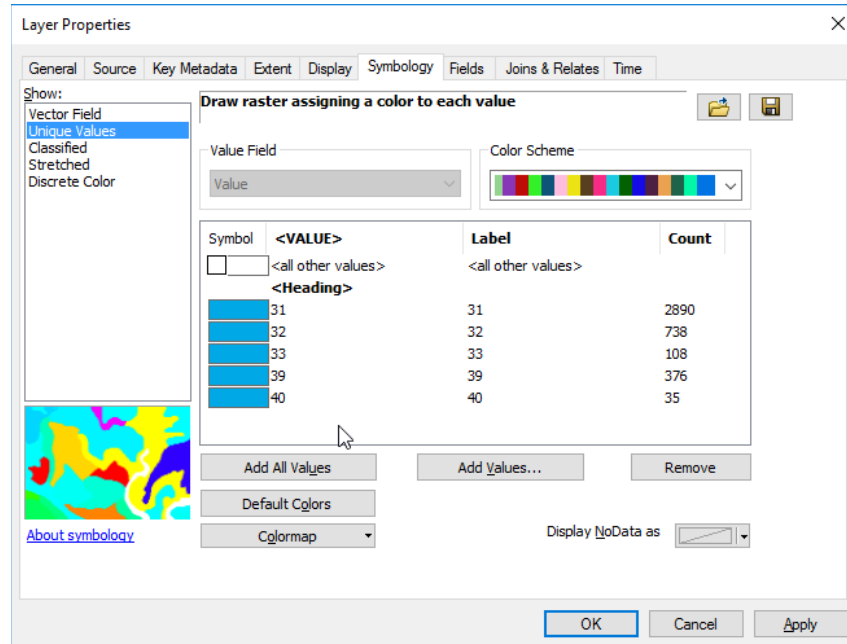 Layer Properties
General Source Key Metadata Extent Display Symbology Fields Joins & Relates Time
Show:
Vector Field
Unique Values
Classified
Stretched
Discrete Color
About symbology
Draw raster assigning a color to each value
Value Field
Value
Color Scheme
Symbol <VALUE> Label Count
<all other values> <all other values>
<Heading>
31 31 2890
32 32 738
33 33 108
39 39 376
40 40 35
Add All Values Add Values... Remove
Default Colors
Colormap Display NoData as
OK Cancel Apply